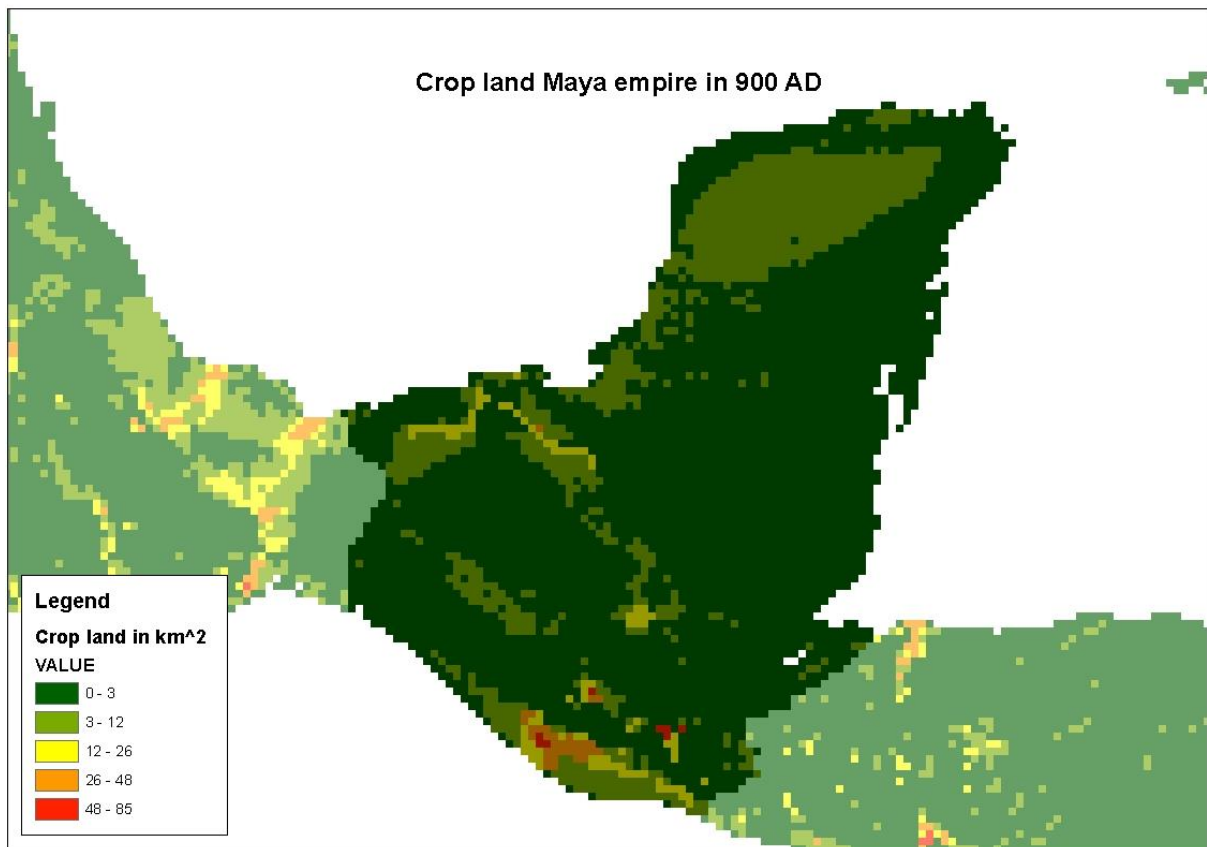 Crop land Maya empire in 900 AD
Legend
Crop land in km^2
VALUE
0 - 3
3 - 12
12 - 26
26 - 48
48 - 85